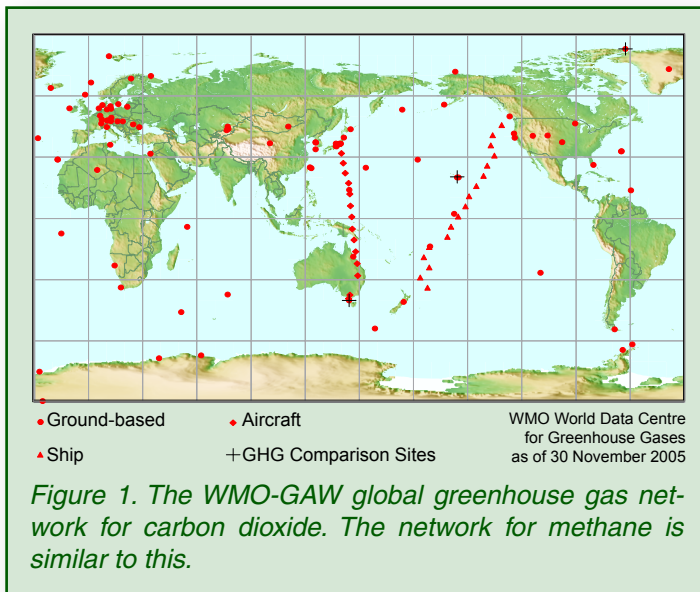 Ground-based
Aircraft
Ship
GHG Comparison Sites
WMO World Data Centre
for Greenhouse Gases
as of 30 November 2005
Figure 1. The WMO-GAW global greenhouse gas net-
work for carbon dioxide. The network for methane is
similar to this.